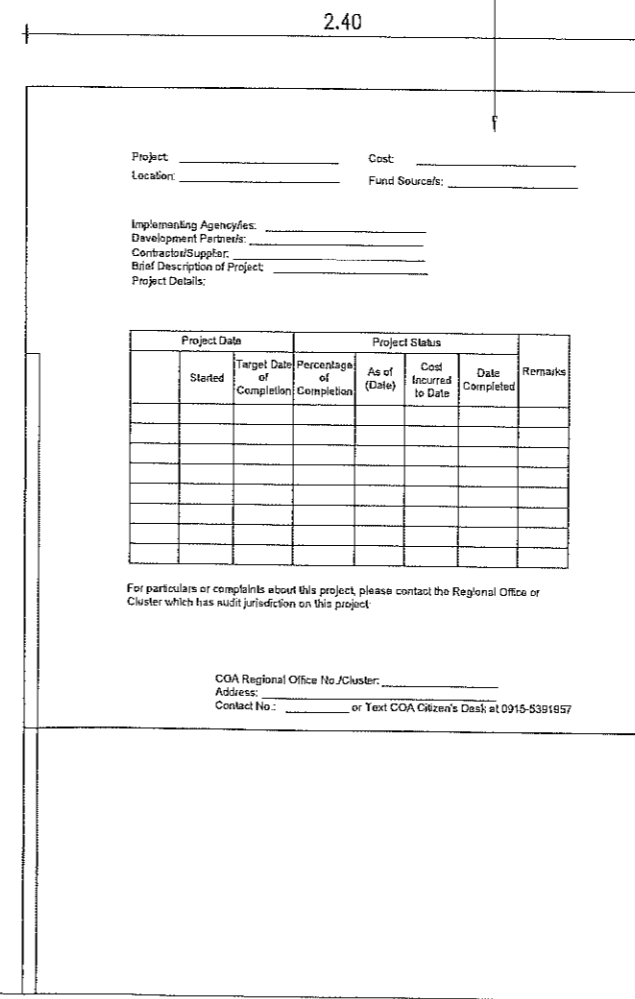 2.40
Project: Cost:
Location: Fund Source/s:
Implementing Agency/ies:
Development Partner/s:
Contractor/Supplier:
Brief Description of Project:
Project Details:
Project Date Project Status
Started Target Date of Completion Percentage of Completion As of (Date) Cost Incurred to Date Date Completed Remarks
For particulars or complaints about this project, please contact the Regional Office or
Cluster which has audit jurisdiction on this project:
COA Regional Office No./Cluster:
Address:
Contact No.: or Text COA Citizen's Desk at 0915-5391957